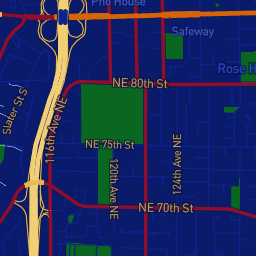 Pho House
Safeway
Rose H
NE 80th St
Slater St S
116th Ave NE
NE 75th St
120th Ave NE
124th Ave NE
NE 70th St